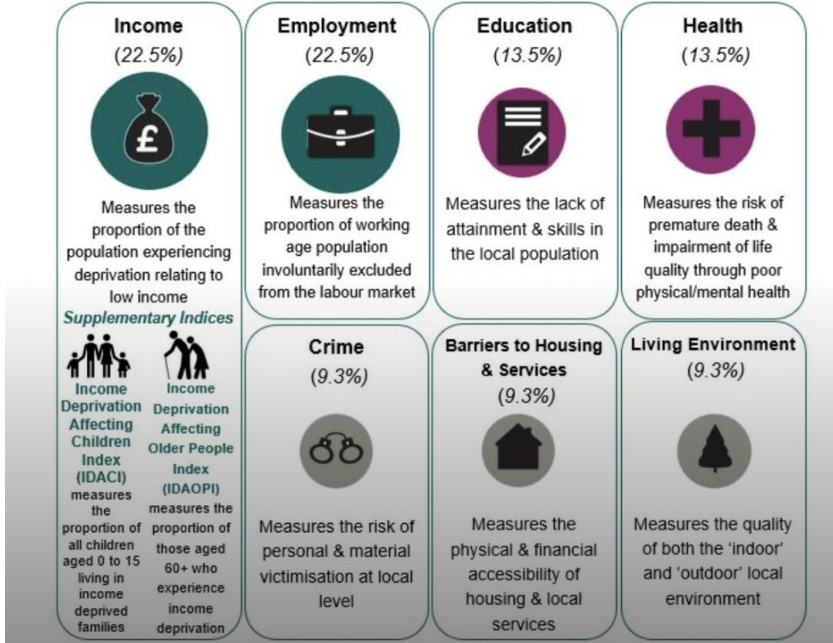 Income
(22.5%)
£
Measures the
proportion of the
population experiencing
deprivation relating to
low income
Supplementary Indices
Income
Deprivation
Affecting
Children
Index
(IDACI)
measures
the
proportion of
all children
aged 0 to 15
living in
income
deprived
families
Income
Deprivation
Affecting
Older People
Index
(IDAOPI)
measures the
proportion of
those aged
60+ who
experience
income
deprivation
Employment
(22.5%)
Measures the
proportion of working
age population
involuntarily excluded
from the labour market
Education
(13.5%)
Measures the lack of
attainment & skills in
the local population
Health
(13.5%)
Measures the risk of
premature death &
impairment of life
quality through poor
physical/mental health
Crime
(9.3%)
Measures the risk of
personal & material
victimisation at local
level
Barriers to Housing
& Services
(9.3%)
Measures the
physical & financial
accessibility of
housing & local
services
Living Environment
(9.3%)
Measures the quality
of both the ‘indoor’
and ‘outdoor’ local
environment